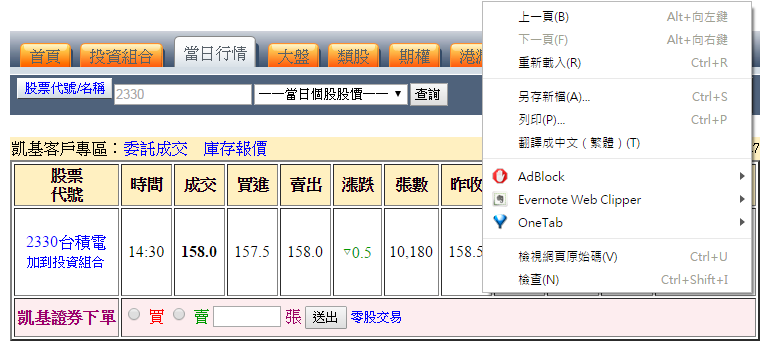 首頁 投資組合 當日行情 大盤 類股 期權 港滬
股票代號/名稱 2330 一一當日個股股價一一 查詢
凱基客戶專區：委託成交 庫存報價 7
股票代號 時間 成交 買進 賣出 漲跌 張數 昨收
2330台積電 加到投資組合 14:30 158.0 157.5 158.0 ▽0.5 10,180 158.5
凱基證券下單 買 賣 張 送出 零股交易
上一頁(B) Alt+向左鍵
下一頁(F) Alt+向右鍵
重新載入(R) Ctrl+R
另存新檔(A)... Ctrl+S
列印(P)... Ctrl+P
翻譯成中文（繁體）(T)
AdBlock
Evernote Web Clipper
OneTab
檢視網頁原始碼(V) Ctrl+U
檢查(N) Ctrl+Shift+I